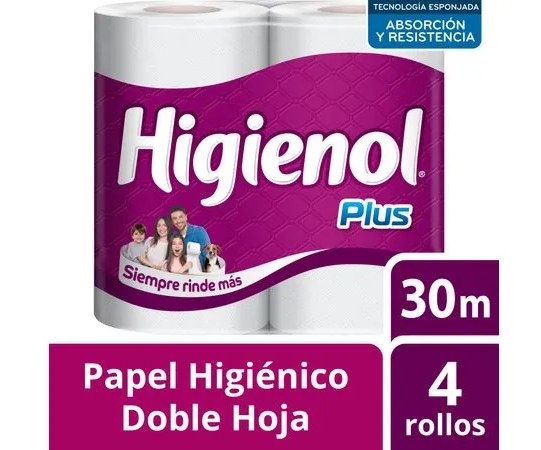 TECNOLOGÍA ESPONJADA
ABSORCIÓN
Y RESISTENCIA
Higienol®
Plus
Siempre rinde más
30m
Papel Higiénico
Doble Hoja
4
rollos